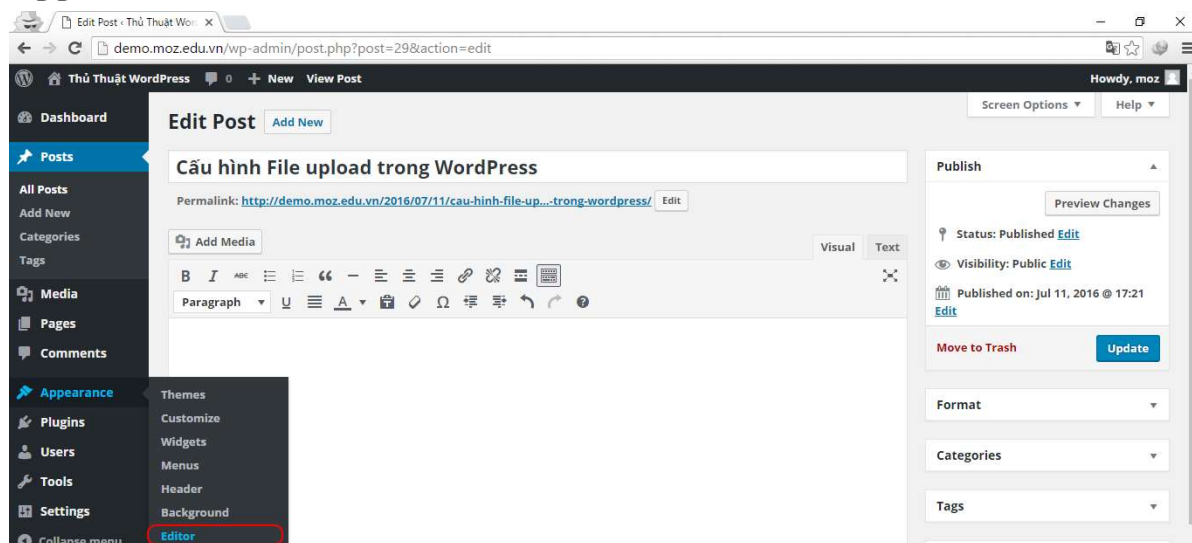 Edit Post ‹ Thủ Thuật Wor
demo.moz.edu.vn/wp-admin/post.php?post=29&action=edit
Thủ Thuật WordPress 0 + New View Post Howdy, moz
Screen Options ▼ Help ▼
Dashboard
Posts
All Posts
Add New
Categories
Tags
Media
Pages
Comments
Appearance
Plugins
Users
Tools
Settings
Collapse menu
Themes
Customize
Widgets
Menus
Header
Background
Editor
Edit Post Add New
Cấu hình File upload trong WordPress
Permalink: http://demo.moz.edu.vn/2016/07/11/cau-hinh-file-up...-trong-wordpress/ Edit
Add Media Visual Text
B I ABC
Paragraph ▼ U A ▼ Ω
Publish
Preview Changes
Status: Published Edit
Visibility: Public Edit
Published on: Jul 11, 2016 @ 17:21
Edit
Move to Trash Update
Format
Categories
Tags